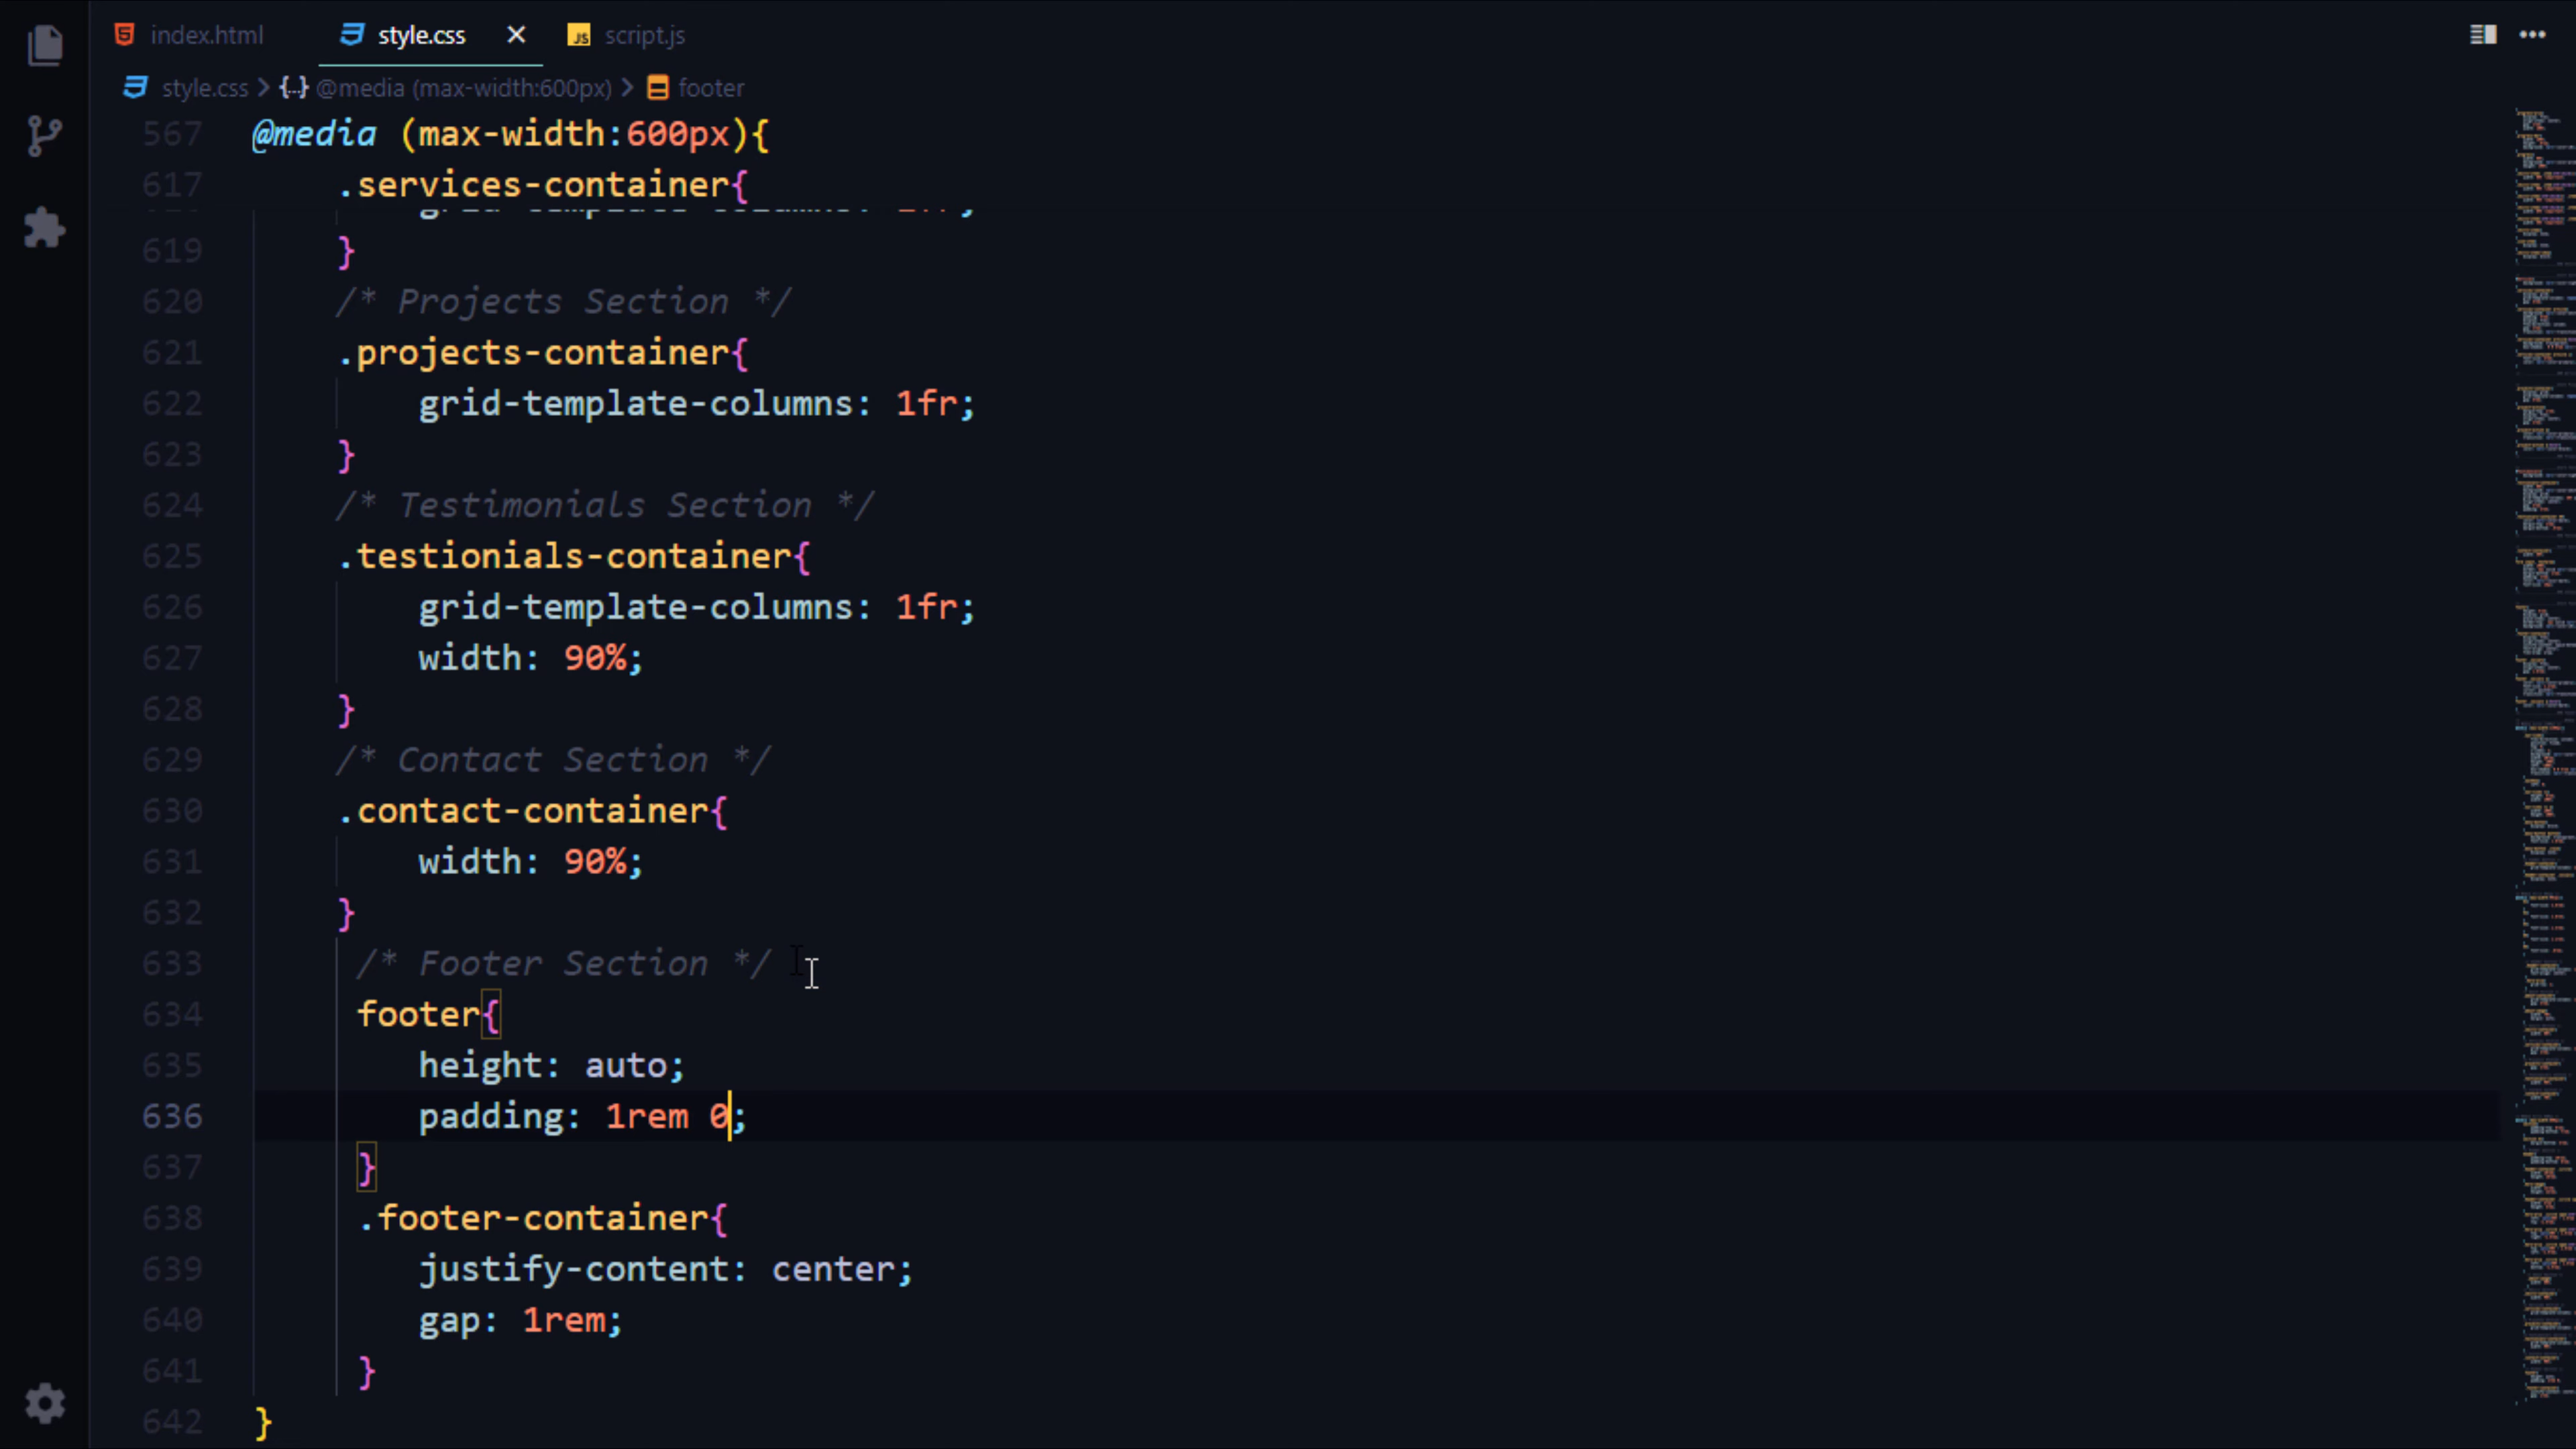 index.html style.css JS script.js
style.css > {..} @media (max-width:600px) > footer
567 @media (max-width:600px){
617 .services-container{
619 }
620 /* Projects Section */
621 .projects-container{
622 grid-template-columns: 1fr;
623 }
624 /* Testimonials Section */
625 .testionials-container{
626 grid-template-columns: 1fr;
627 width: 90%;
628 }
629 /* Contact Section */
630 .contact-container{
631 width: 90%;
632 }
633 /* Footer Section */
634 footer{
635 height: auto;
636 padding: 1rem 0;
637 }
638 .footer-container{
639 justify-content: center;
640 gap: 1rem;
641 }
642 }